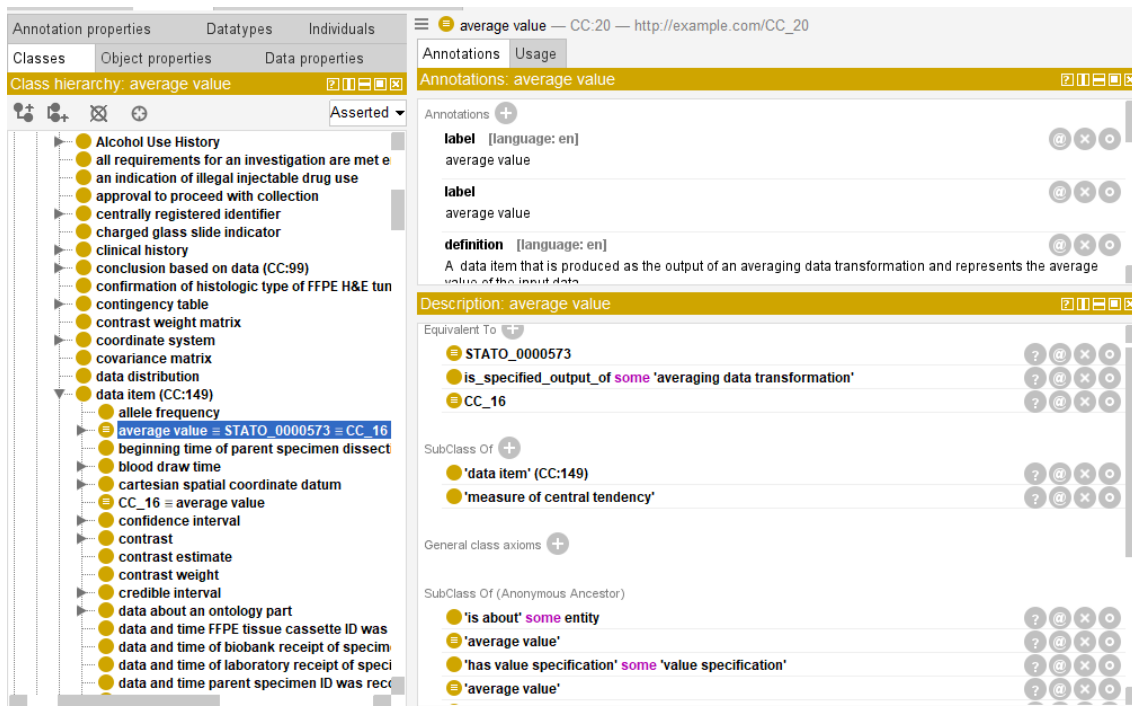 Annotation properties Datatypes Individuals
Classes Object properties Data properties
Class hierarchy: average value
Asserted
Alcohol Use History
all requirements for an investigation are met e
an indication of illegal injectable drug use
approval to proceed with collection
centrally registered identifier
charged glass slide indicator
clinical history
conclusion based on data (CC:99)
confirmation of histologic type of FFPE H&E tun
contingency table
contrast weight matrix
coordinate system
covariance matrix
data distribution
data item (CC:149)
allele frequency
average value ≡ STATO_0000573 ≡ CC_16
beginning time of parent specimen dissecti
blood draw time
cartesian spatial coordinate datum
CC_16 ≡ average value
confidence interval
contrast
contrast estimate
contrast weight
credible interval
data about an ontology part
data and time FFPE tissue cassette ID was
data and time of biobank receipt of specim
data and time of laboratory receipt of speci
data and time parent specimen ID was reco
≡ average value — CC:20 — http://example.com/CC_20
Annotations Usage
Annotations: average value
Annotations
label [language: en]
average value
label
average value
definition [language: en]
A data item that is produced as the output of an averaging data transformation and represents the average
value of the input data
Description: average value
Equivalent To
STATO_0000573
is_specified_output_of some 'averaging data transformation'
CC_16
SubClass Of
'data item' (CC:149)
'measure of central tendency'
General class axioms
SubClass Of (Anonymous Ancestor)
'is about' some entity
'average value'
'has value specification' some 'value specification'
'average value'